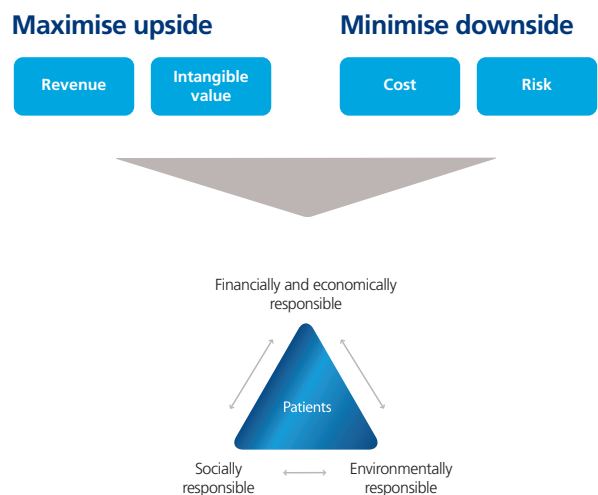 Maximise upside
Minimise downside
Revenue
Intangible
value
Cost
Risk
Financially and economically
responsible
Patients
Socially
responsible
Environmentally
responsible